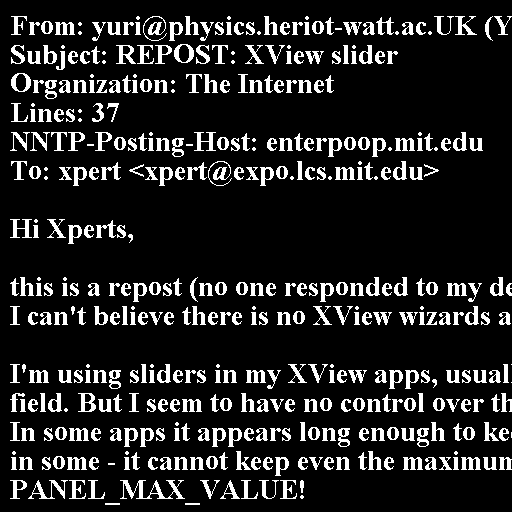 From: yuri@physics.heriot-watt.ac.UK (Y
Subject: REPOST: XView slider
Organization: The Internet
Lines: 37
NNTP-Posting-Host: enterpoop.mit.edu
To: xpert <xpert@expo.lcs.mit.edu>
Hi Xperts,
this is a repost (no one responded to my de
I can't believe there is no XView wizards a
I'm using sliders in my XView apps, usuall
field. But I seem to have no control over th
In some apps it appears long enough to kee
in some - it cannot keep even the maximum
PANEL_MAX_VALUE!